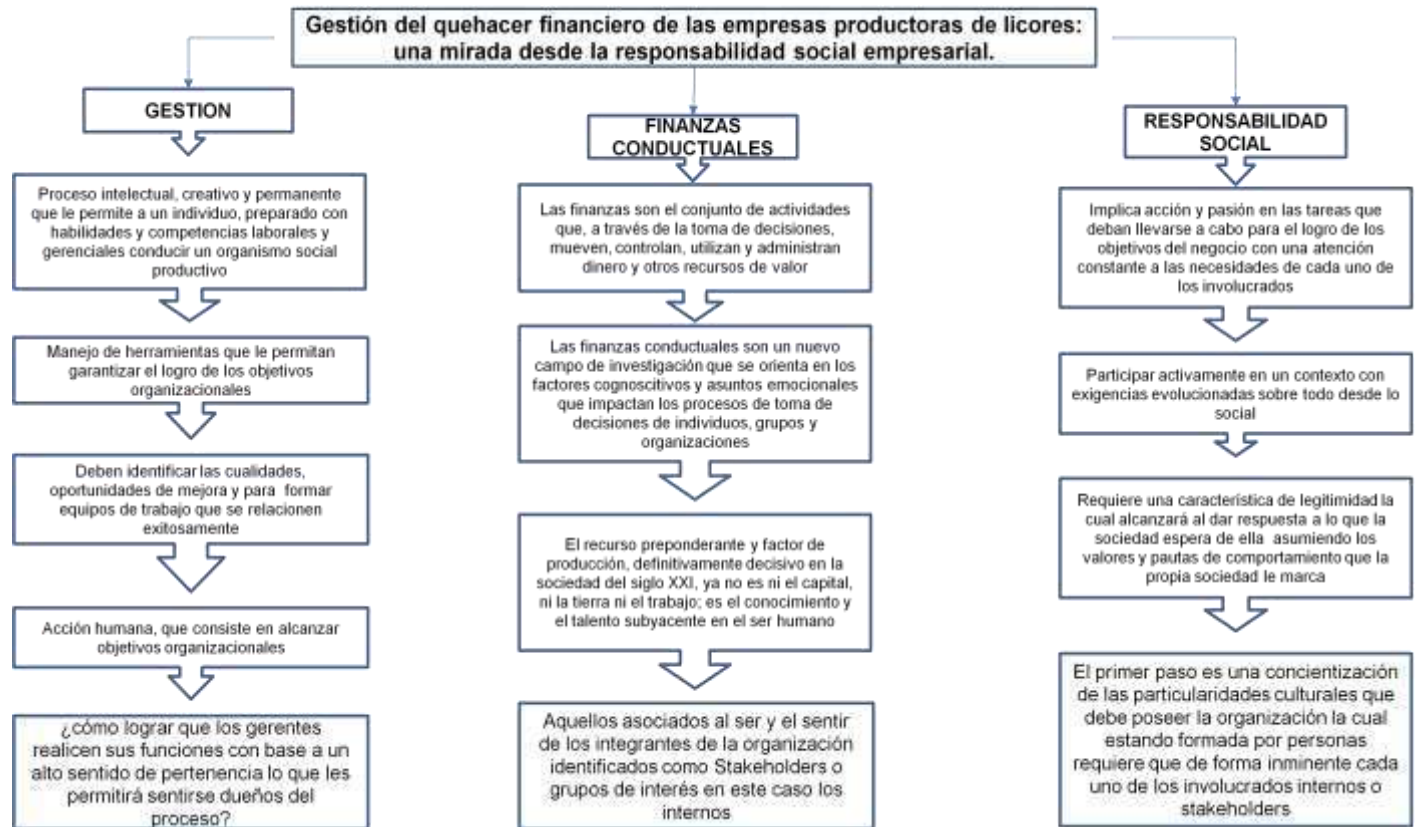 Gestión del quehacer financiero de las empresas productoras de licores:
una mirada desde la responsabilidad social empresarial.
GESTION
Proceso intelectual, creativo y permanente
que le permite a un individuo, preparado con
habilidades y competencias laborales y
gerenciales conducir un organismo social
productivo
Manejo de herramientas que le permitan
garantizar el logro de los objetivos
organizacionales
Deben identificar las cualidades,
oportunidades de mejora y para formar
equipos de trabajo que se relacionen
exitosamente
Acción humana, que consiste en alcanzar
objetivos organizacionales
¿cómo lograr que los gerentes
realicen sus funciones con base a un
alto sentido de pertenencia lo que les
permitirá sentirse dueños del
proceso?
FINANZAS
CONDUCTUALES
Las finanzas son el conjunto de actividades
que, a través de la toma de decisiones,
mueven, controlan, utilizan y administran
dinero y otros recursos de valor
Las finanzas conductuales son un nuevo
campo de investigación que se orienta en los
factores cognoscitivos y asuntos emocionales
que impactan los procesos de toma de
decisiones de individuos, grupos y
organizaciones
El recurso preponderante y factor de
producción, definitivamente decisivo en la
sociedad del siglo XXI, ya no es ni el capital,
ni la tierra ni el trabajo; es el conocimiento y
el talento subyacente en el ser humano
Aquellos asociados al ser y el sentir
de los integrantes de la organización
identificados como Stakeholders o
grupos de interés en este caso los
internos
RESPONSABILIDAD
SOCIAL
Implica acción y pasión en las tareas que
deban llevarse a cabo para el logro de los
objetivos del negocio con una atención
constante a las necesidades de cada uno de
los involucrados
Participar activamente en un contexto con
exigencias evolucionadas sobre todo desde lo
social
Requiere una característica de legitimidad la
cual alcanzará al dar respuesta a lo que la
sociedad espera de ella asumiendo los
valores y pautas de comportamiento que la
propia sociedad le marca
El primer paso es una concientización
de las particularidades culturales que
debe poseer la organización la cual
estando formada por personas
requiere que de forma inminente cada
uno de los involucrados internos o
stakeholders